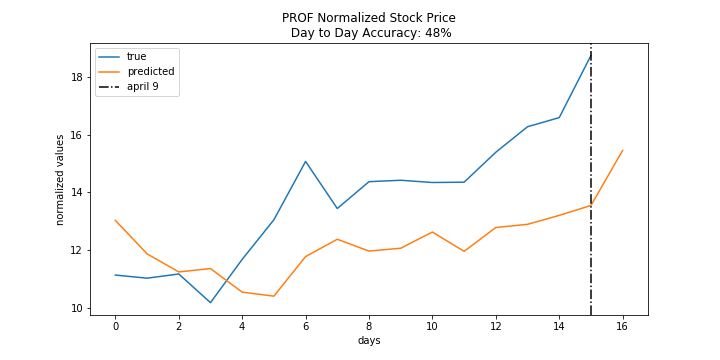 PROF Normalized Stock Price
Day to Day Accuracy: 48%
true
predicted
april 9
normalized values
18
16
14
12
10
0 2 4 6 8 10 12 14 16
days